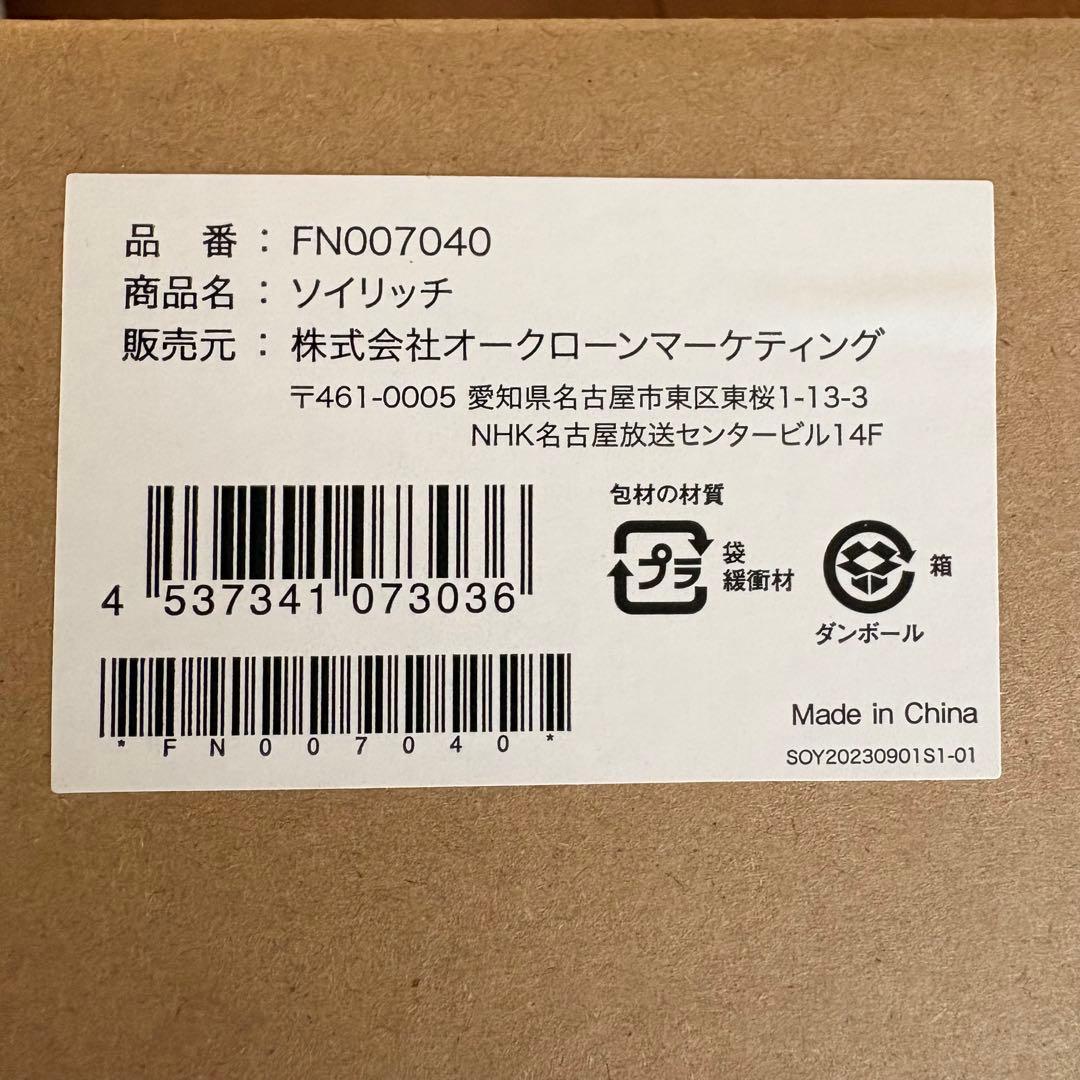 品 番 : FN007040
商品名 : ソイリッチ
販売元 : 株式会社オークローンマーケティング
〒461-0005 愛知県名古屋市東区東桜1-13-3
NHK名古屋放送センタービル14F
4 537341 073036
*FN007040*
包材の材質
プラ 袋
緩衝材
箱
ダンボール
Made in China
SOY20230901S1-01